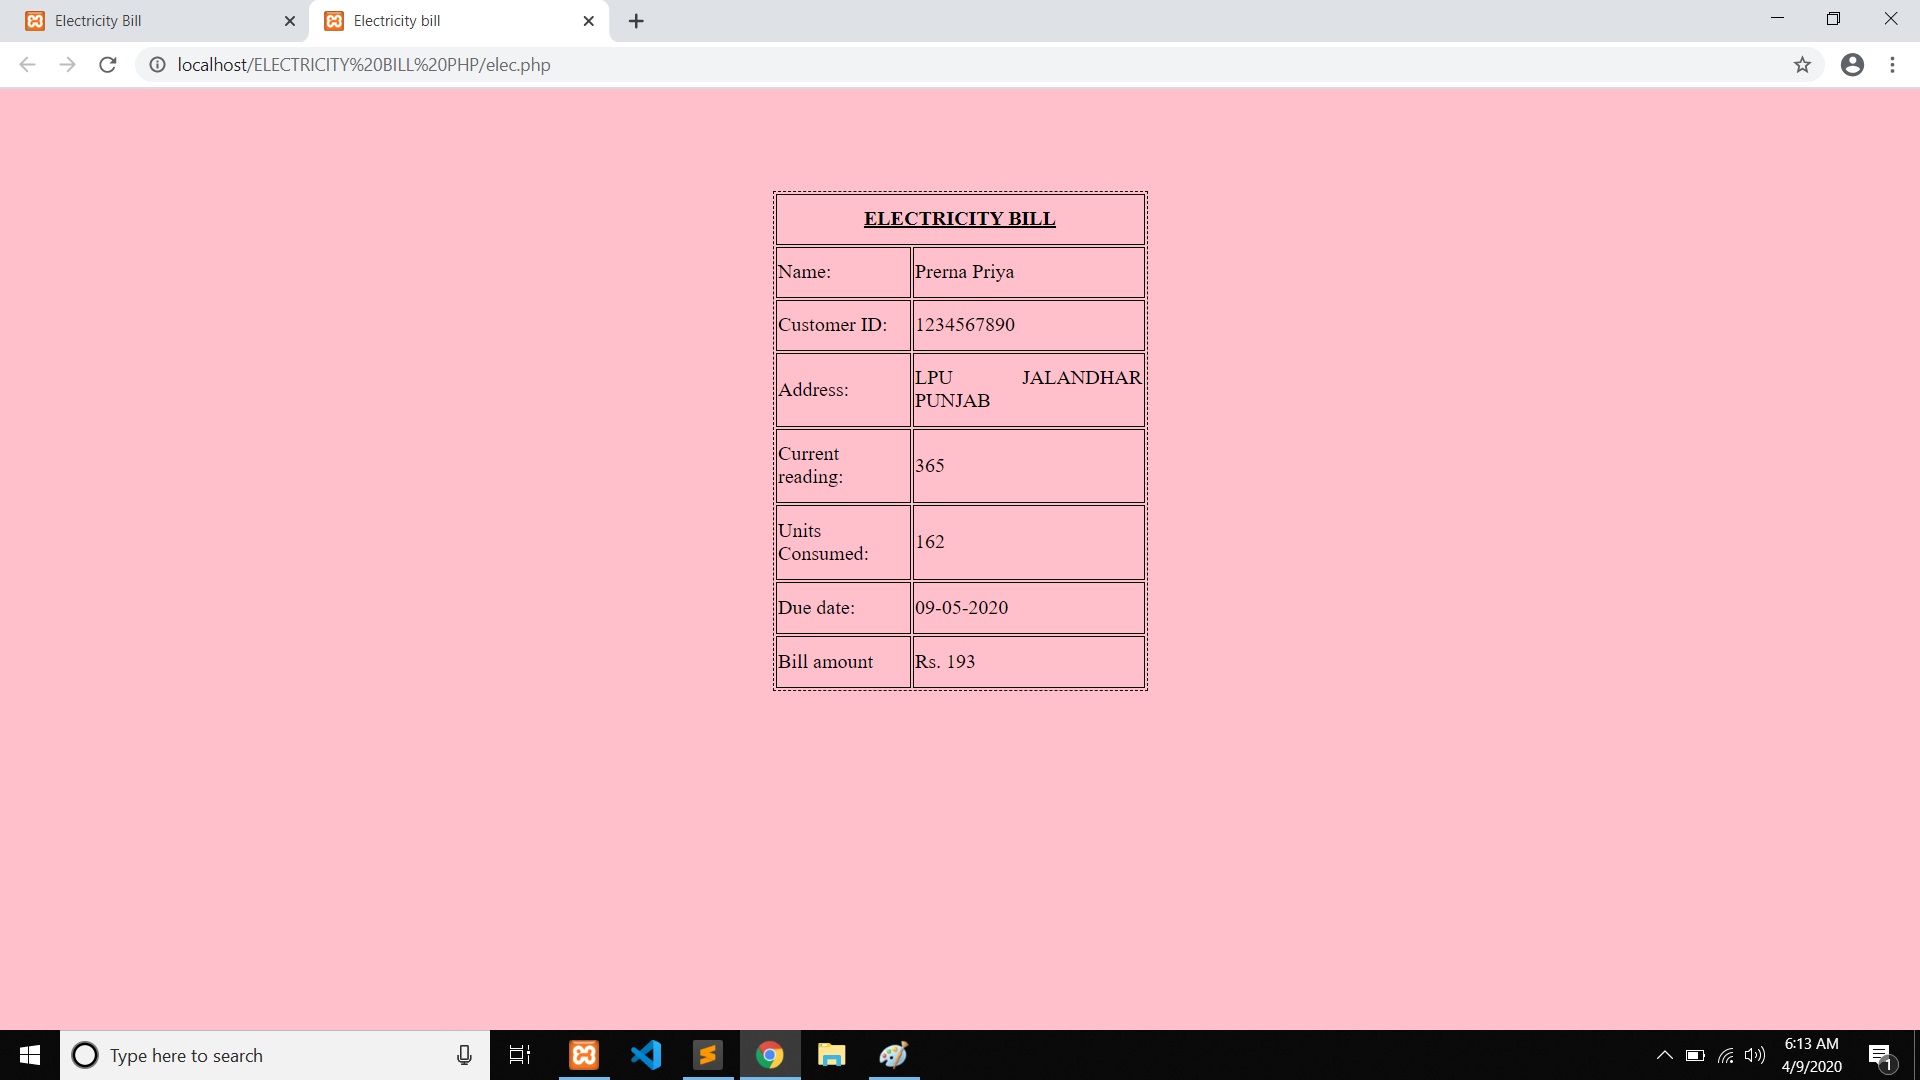 Electricity Bill
Electricity bill
localhost/ELECTRICITY%20BILL%20PHP/elec.php
ELECTRICITY BILL
Name: Prerna Priya
Customer ID: 1234567890
Address: LPU JALANDHAR
PUNJAB
Current
reading: 365
Units
Consumed: 162
Due date: 09-05-2020
Bill amount Rs. 193
Type here to search
6:13 AM
4/9/2020
1